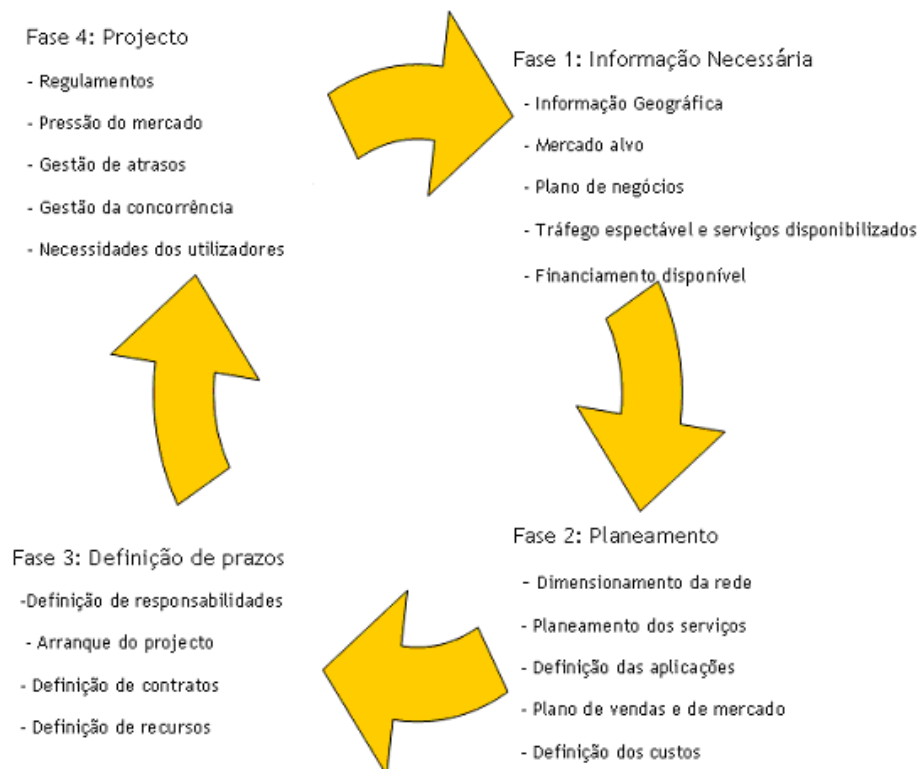 Fase 4: Projecto
- Regulamentos
- Pressão do mercado
- Gestão de atrasos
- Gestão da concorrência
- Necessidades dos utilizadores
Fase 1: Informação Necessária
- Informação Geográfica
- Mercado alvo
- Plano de negócios
- Tráfego espectável e serviços disponibilizados
- Financiamento disponível
Fase 2: Planeamento
- Dimensionamento da rede
- Planeamento dos serviços
- Definição das aplicações
- Plano de vendas e de mercado
- Definição dos custos
Fase 3: Definição de prazos
-Definição de responsabilidades
- Arranque do projecto
- Definição de contratos
- Definição de recursos